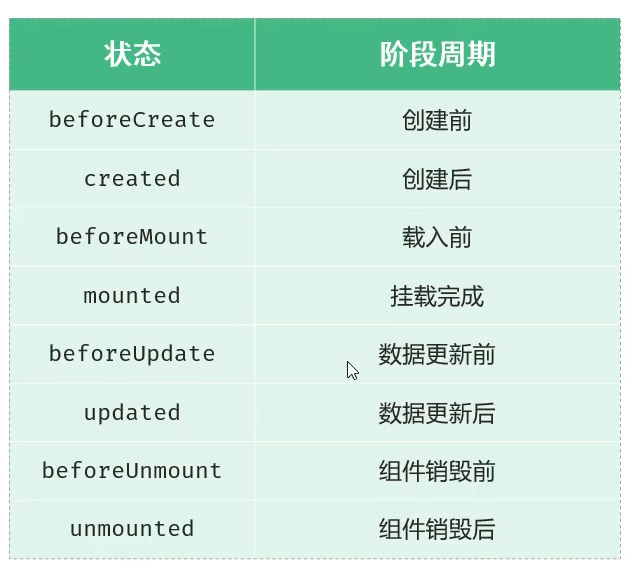 状态 阶段周期
beforeCreate 创建前
created 创建后
beforeMount 载入前
mounted 挂载完成
beforeUpdate 数据更新前
updated 数据更新后
beforeUnmount 组件销毁前
unmounted 组件销毁后